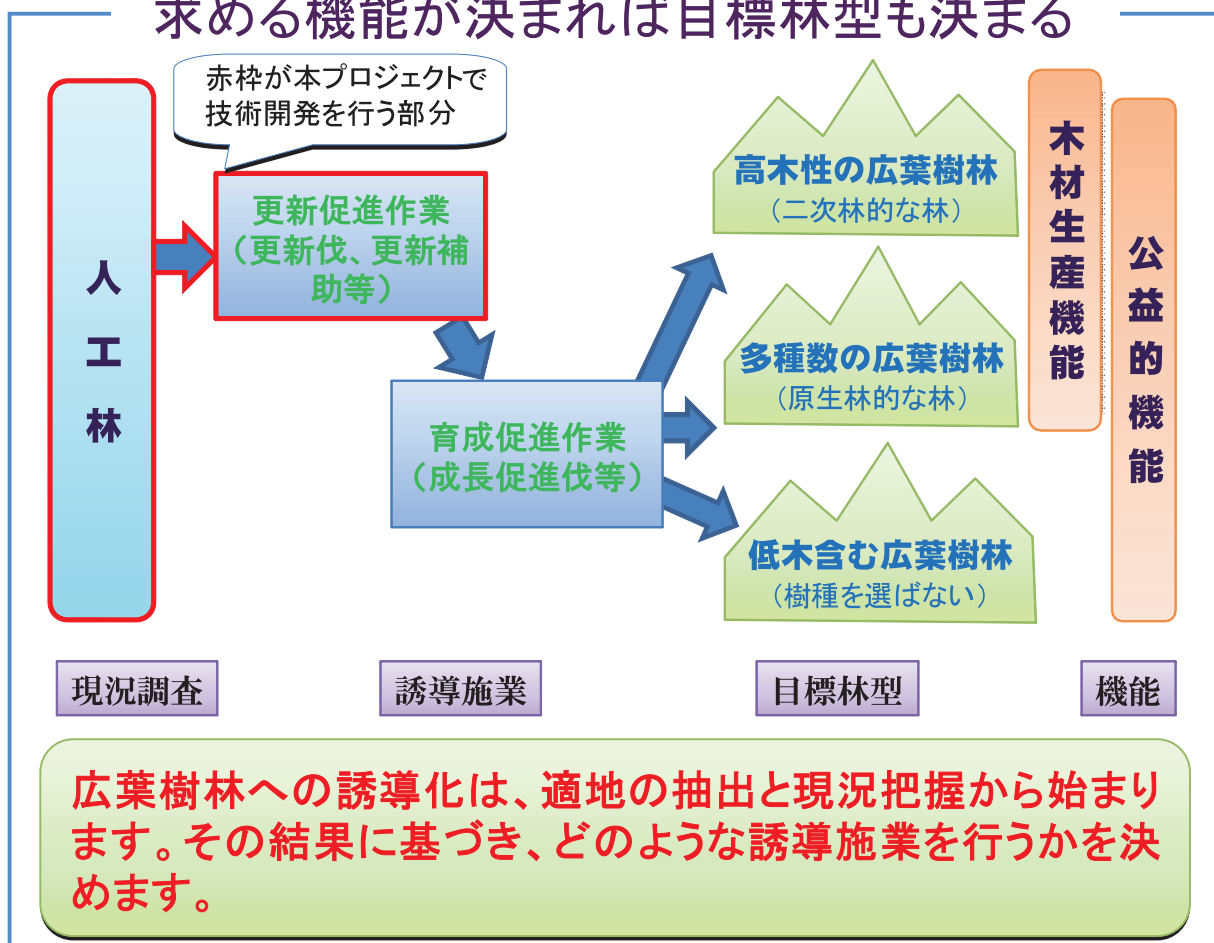 求める機能が決まれば目標林型も決まる
赤枠が本プロジェクトで
技術開発を行う部分
人工林
更新促進作業
（更新伐、更新補
助等）
育成促進作業
（成長促進伐等）
高木性の広葉樹林
（二次林的な林）
多種数の広葉樹林
（原生林的な林）
低木含む広葉樹林
（樹種を選ばない）
木材生産機能
公益的機能
現況調査
誘導施業
目標林型
機能
広葉樹林への誘導化は、適地の抽出と現況把握から始まり
ます。その結果に基づき、どのような誘導施業を行うかを決
めます。